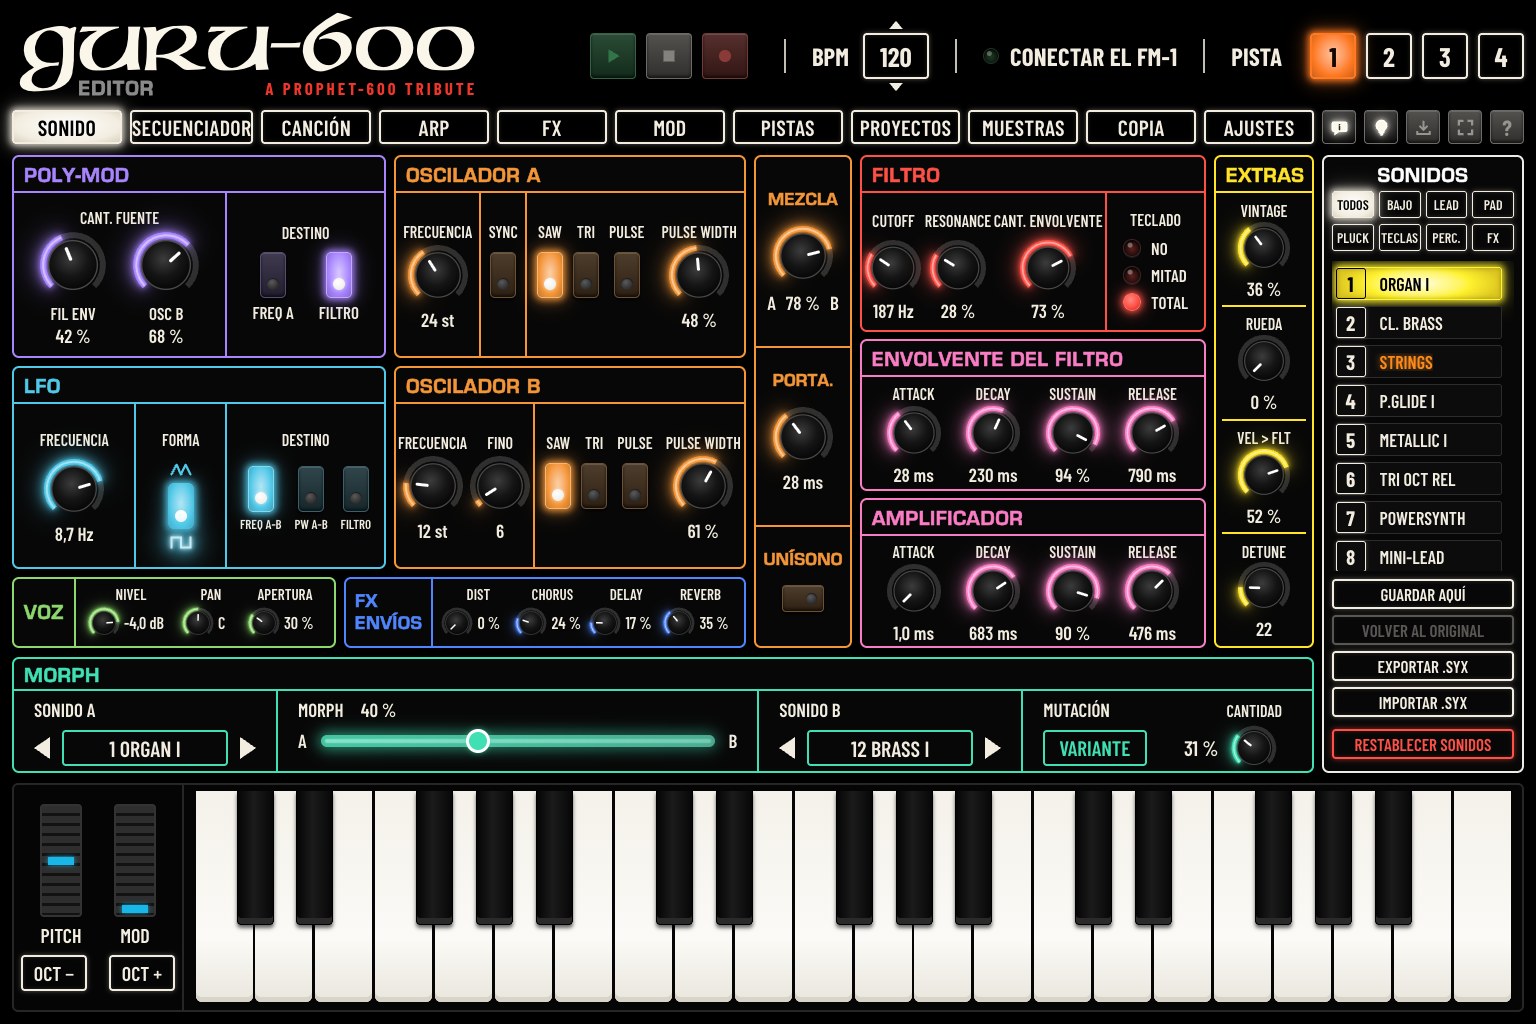 guru-600
EDITOR
A PROPHET-600 TRIBUTE
BPM
120
CONECTAR EL FM-1
PISTA
1
2
3
4
SONIDO
SECUENCIADOR
CANCIÓN
ARP
FX
MOD
PISTAS
PROYECTOS
MUESTRAS
COPIA
AJUSTES
?
POLY-MOD
CANT. FUENTE
FIL ENV
42 %
OSC B
68 %
DESTINO
FREQ A
FILTRO
OSCILADOR A
FRECUENCIA
24 st
SYNC
SAW
TRI
PULSE
PULSE WIDTH
48 %
MEZCLA
A 78 % B
PORTA.
28 ms
UNÍSONO
FILTRO
CUTOFF
187 Hz
RESONANCE
28 %
CANT. ENVOLVENTE
73 %
TECLADO
NO
MITAD
TOTAL
ENVOLVENTE DEL FILTRO
ATTACK
28 ms
DECAY
230 ms
SUSTAIN
94 %
RELEASE
790 ms
AMPLIFICADOR
ATTACK
1,0 ms
DECAY
683 ms
SUSTAIN
90 %
RELEASE
476 ms
EXTRAS
VINTAGE
36 %
RUEDA
0 %
VEL > FLT
52 %
DETUNE
22
LFO
FRECUENCIA
8,7 Hz
FORMA
DESTINO
FREQ A-B
PW A-B
FILTRO
OSCILADOR B
FRECUENCIA
12 st
FINO
6
SAW
TRI
PULSE
PULSE WIDTH
61 %
VOZ
NIVEL
-4,0 dB
PAN
C
APERTURA
30 %
FX
ENVÍOS
DIST
0 %
CHORUS
24 %
DELAY
17 %
REVERB
35 %
MORPH
SONIDO A
1 ORGAN I
MORPH 40 %
A
B
SONIDO B
12 BRASS I
MUTACIÓN
VARIANTE
CANTIDAD
31 %
SONIDOS
TODOS
BAJO
LEAD
PAD
PLUCK
TECLAS
PERC.
FX
1 ORGAN I
2 CL. BRASS
3 STRINGS
4 P.GLIDE I
5 METALLIC I
6 TRI OCT REL
7 POWERSYNTH
8 MINI-LEAD
GUARDAR AQUÍ
VOLVER AL ORIGINAL
EXPORTAR .SYX
IMPORTAR .SYX
RESTABLECER SONIDOS
PITCH
MOD
OCT −
OCT +